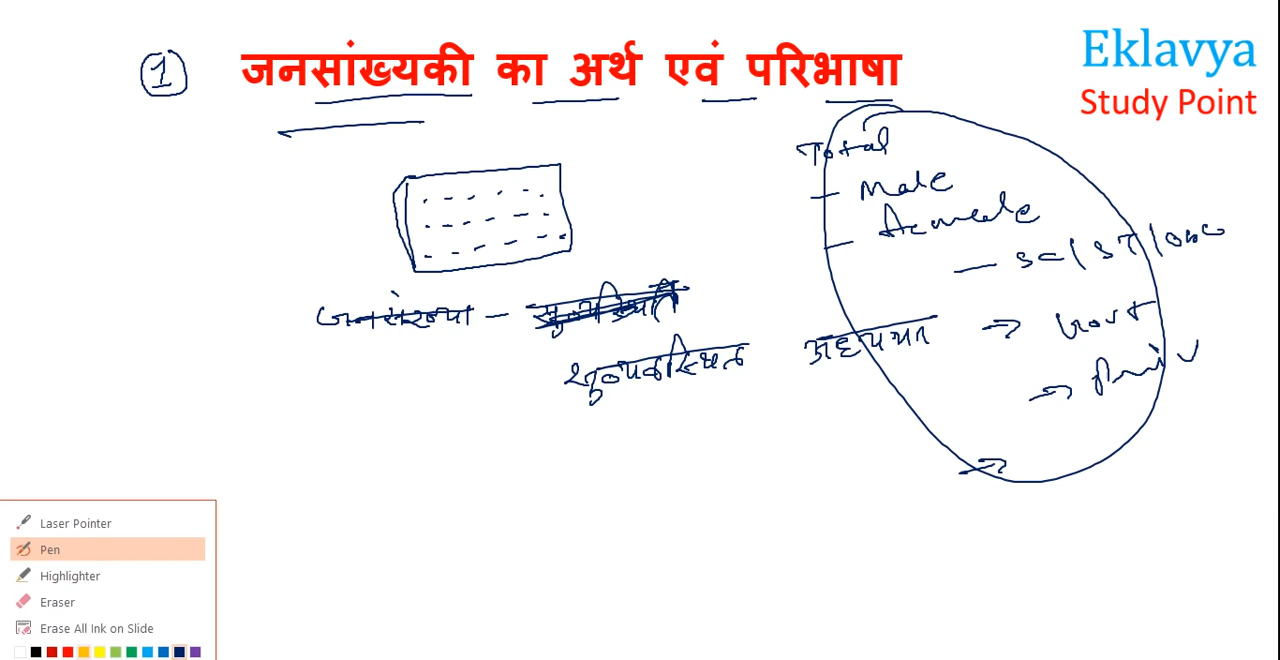 1 जनसांख्यकी का अर्थ एवं परिभाषा
Eklavya
Study Point
Total
- Male
-
- SC/ST/OBC
जनसंख्या -
अध्ययन
→ Govt
→ Priv
Laser Pointer
Pen
Highlighter
Eraser
Erase All Ink on Slide